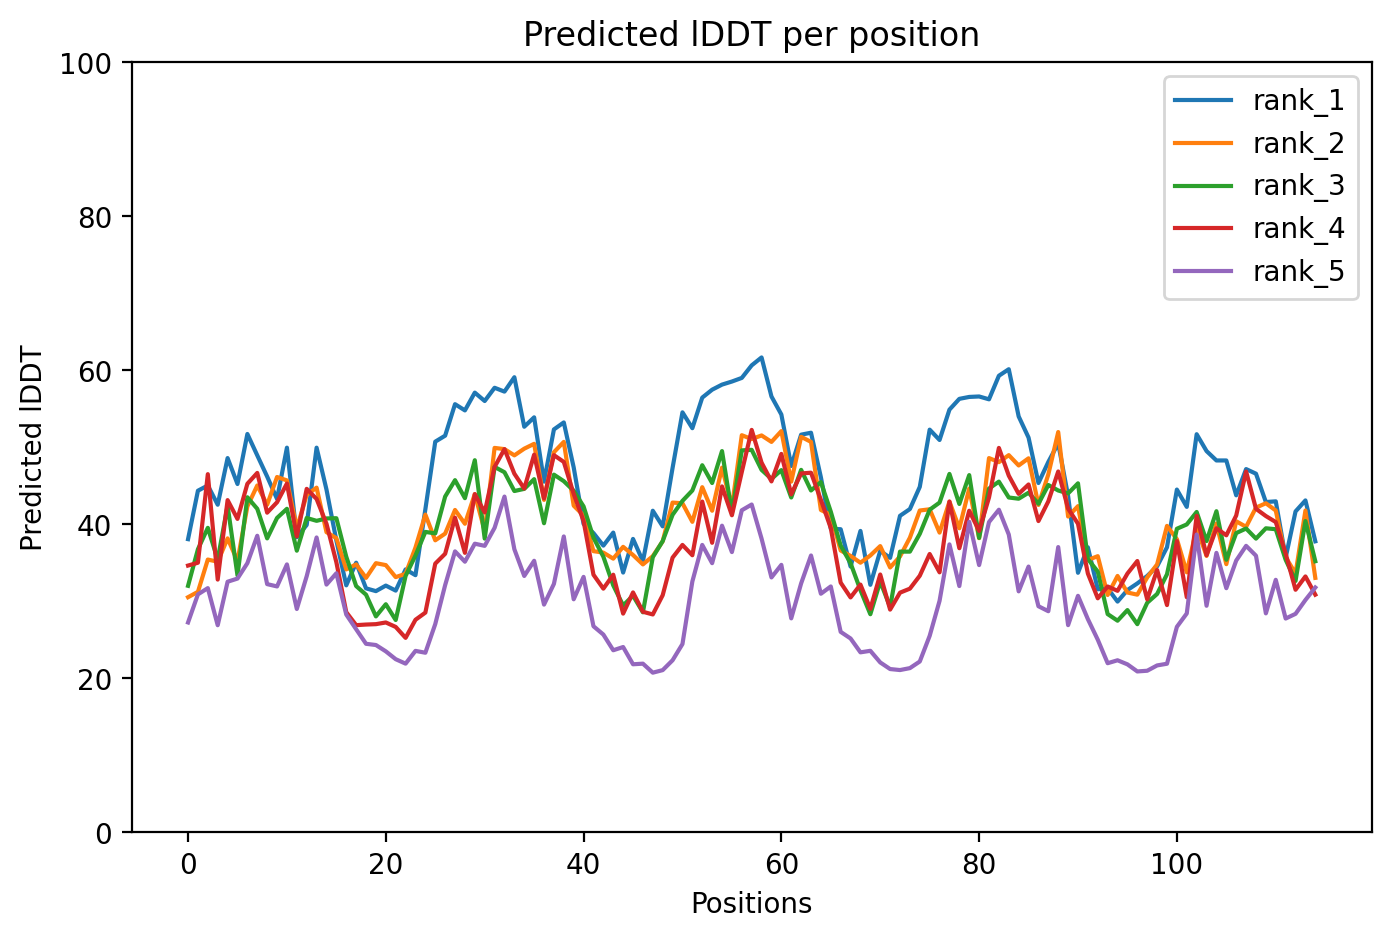 Predicted lDDT per position
100
80
60
40
20
0
Predicted lDDT
0 20 40 60 80 100
Positions
rank_1
rank_2
rank_3
rank_4
rank_5